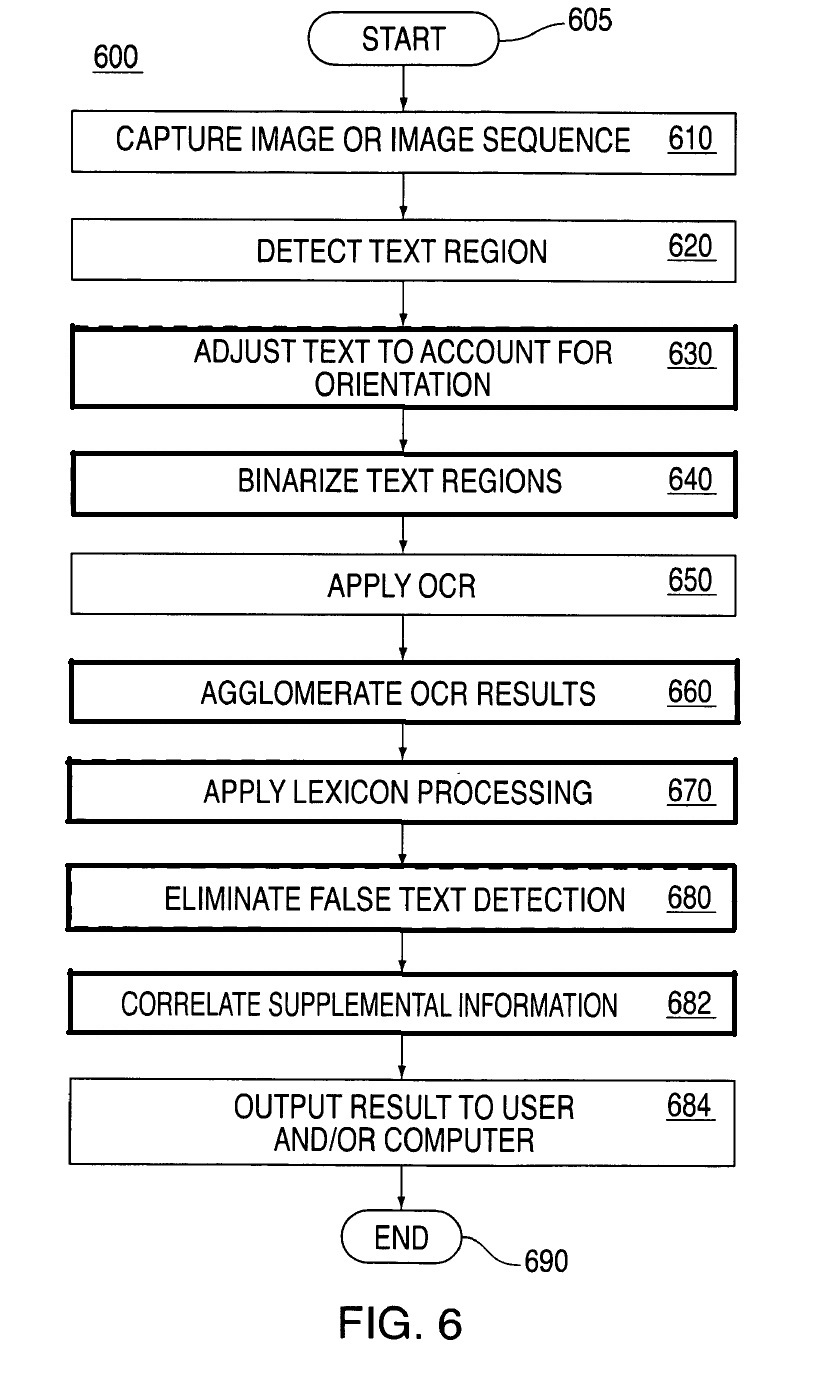 START
605
600
CAPTURE IMAGE OR IMAGE SEQUENCE 610
DETECT TEXT REGION 620
ADJUST TEXT TO ACCOUNT FOR 630
ORIENTATION
BINARIZE TEXT REGIONS 640
APPLY OCR 650
AGGLOMERATE OCR RESULTS 660
APPLY LEXICON PROCESSING 670
ELIMINATE FALSE TEXT DETECTION 680
CORRELATE SUPPLEMENTAL INFORMATION 682
OUTPUT RESULT TO USER 684
AND/OR COMPUTER
END
690
FIG. 6